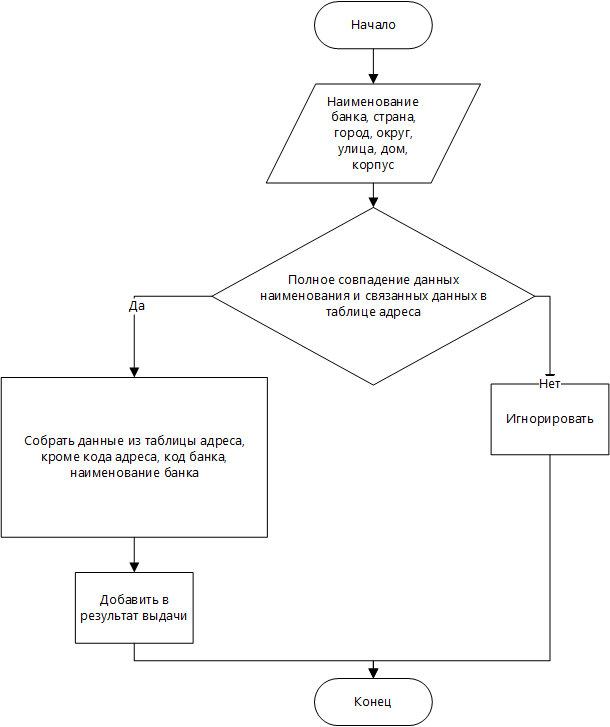 Начало
Наименование
банка, страна,
город, округ,
улица, дом,
корпус
Полное совпадение данных
наименования и связанных данных в
таблице адреса
Да
Нет
Собрать данные из таблицы адреса,
кроме кода адреса, код банка,
наименование банка
Игнорировать
Добавить в
результат выдачи
Конец